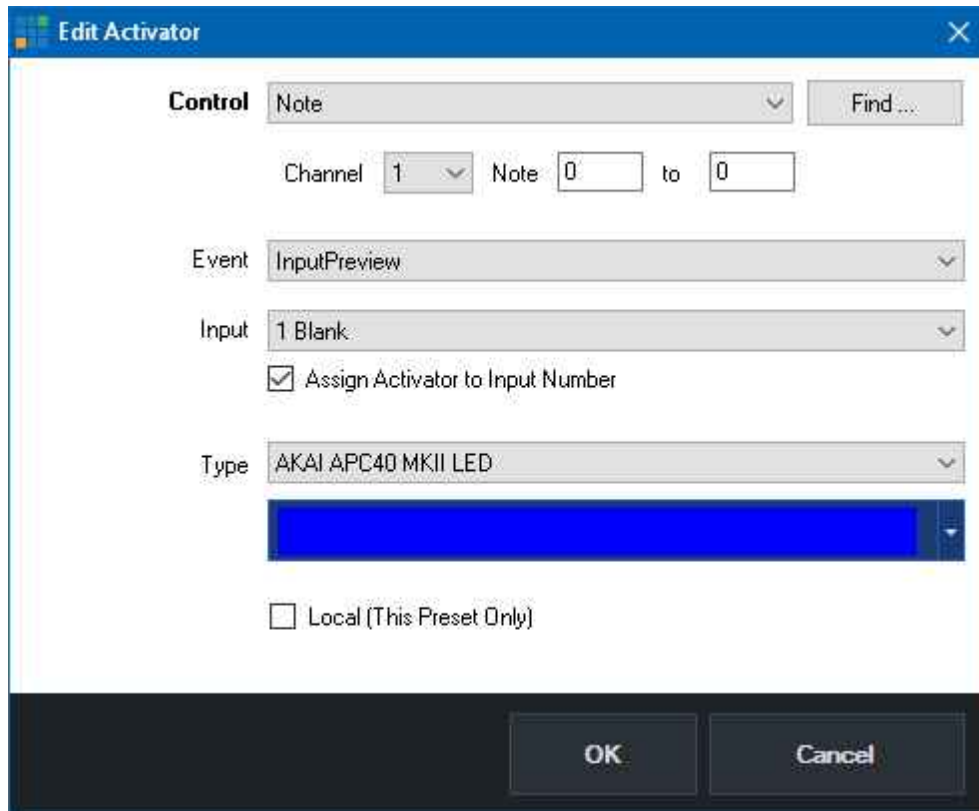 Edit Activator
Control Note Find ...
Channel 1 Note 0 to 0
Event InputPreview
Input 1 Blank
Assign Activator to Input Number
Type AKAI APC40 MKII LED
Local (This Preset Only)
OK Cancel